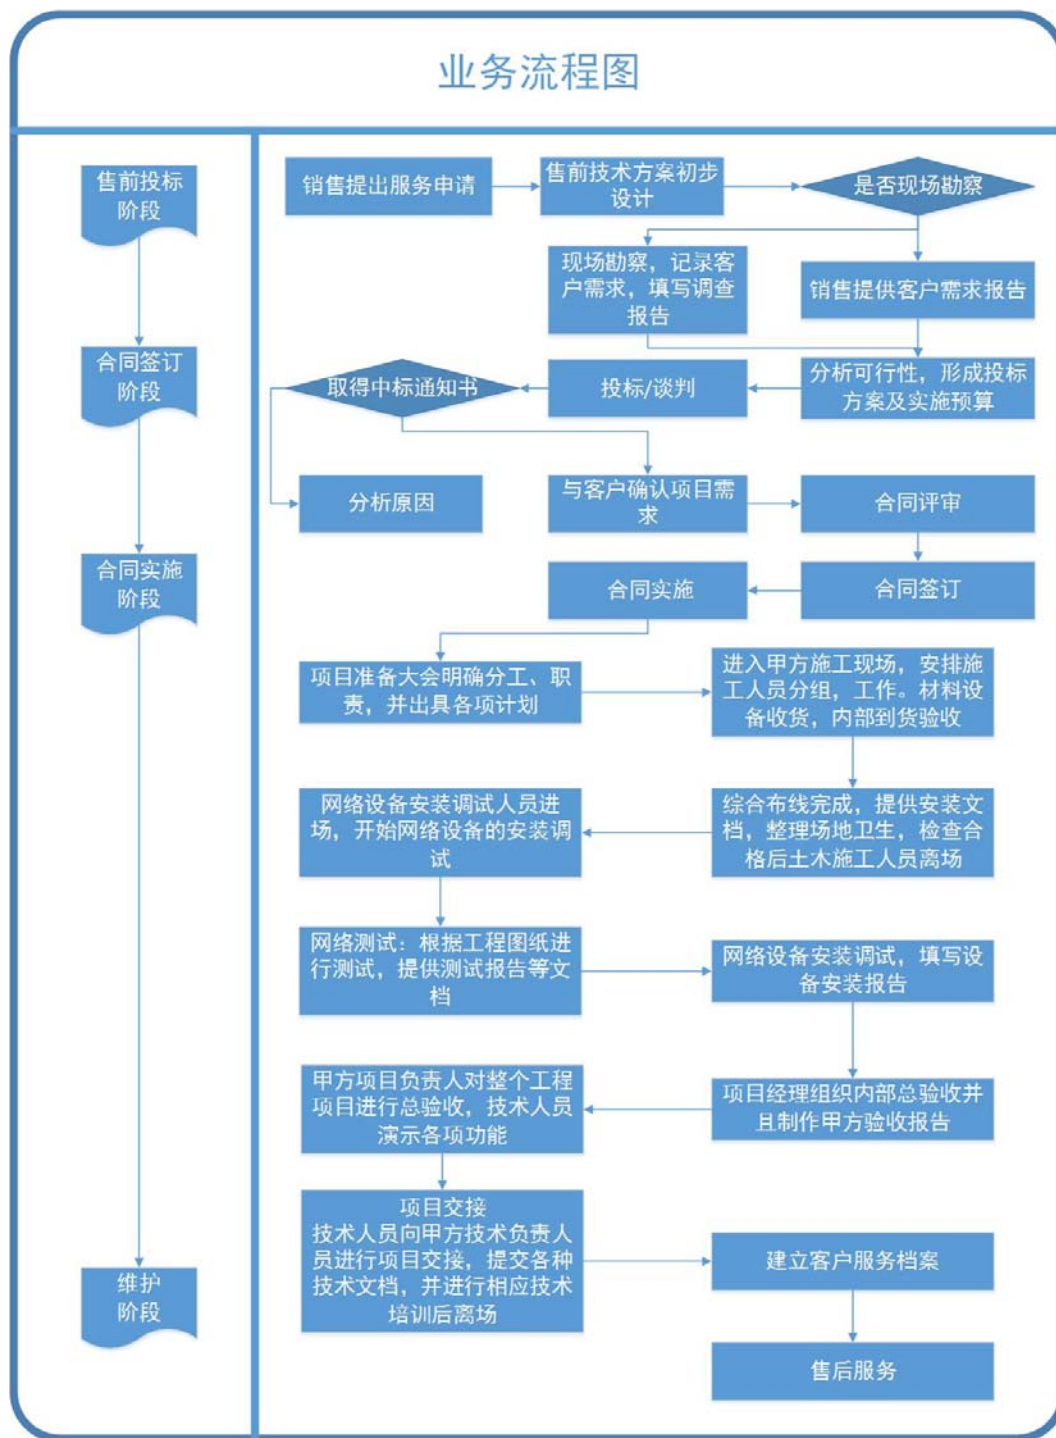 业务流程图
售前投标
阶段
合同签订
阶段
合同实施
阶段
维护
阶段
销售提出服务申请
售前技术方案初步
设计
是否现场勘察
现场勘察，记录客
户需求，填写调查
报告
销售提供客户需求报告
取得中标通知书
投标/谈判
分析可行性，形成投标
方案及实施预算
分析原因
与客户确认项目需
求
合同评审
合同实施
合同签订
项目准备大会明确分工、职
责，并出具各项计划
进入甲方施工现场，安排施
工人员分组，工作。材料设
备收货，内部到货验收
网络设备安装调试人员进
场，开始网络设备的安装调
试
综合布线完成，提供安装文
档，整理场地卫生，检查合
格后土木施工人员离场
网络测试：根据工程图纸进
行测试，提供测试报告等文
档
网络设备安装调试，填写设
备安装报告
甲方项目负责人对整个工程
项目进行总验收，技术人员
演示各项功能
项目经理组织内部总验收并
且制作甲方验收报告
项目交接
技术人员向甲方技术负责人
员进行项目交接，提交各种
技术文档，并进行相应技术
培训后离场
建立客户服务档案
售后服务